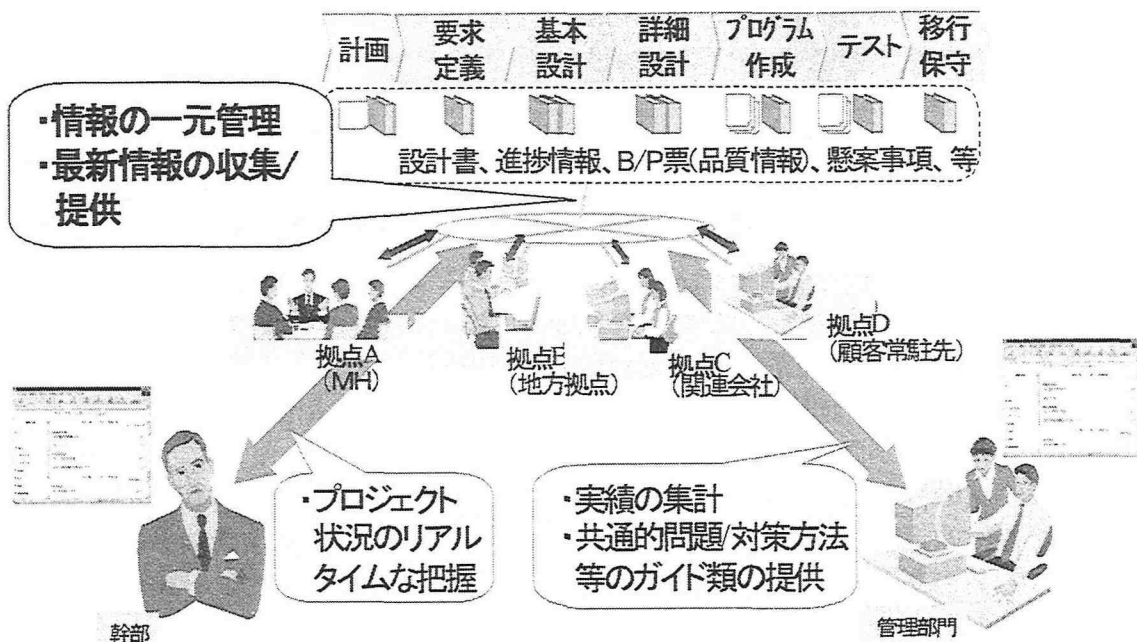 計画
要求
定義
基本
設計
詳細
設計
プログラム
作成
テスト
移行
保守
・情報の一元管理
・最新情報の収集/
提供
設計書、進捗情報、B/P票(品質情報)、懸案事項、等
拠点A
(MH)
拠点B
(地方拠点)
拠点C
(関連会社)
拠点D
(顧客常駐先)
・プロジェクト
状況のリアル
タイムな把握
・実績の集計
・共通的問題/対策方法
等のガイド類の提供
幹部
管理部門